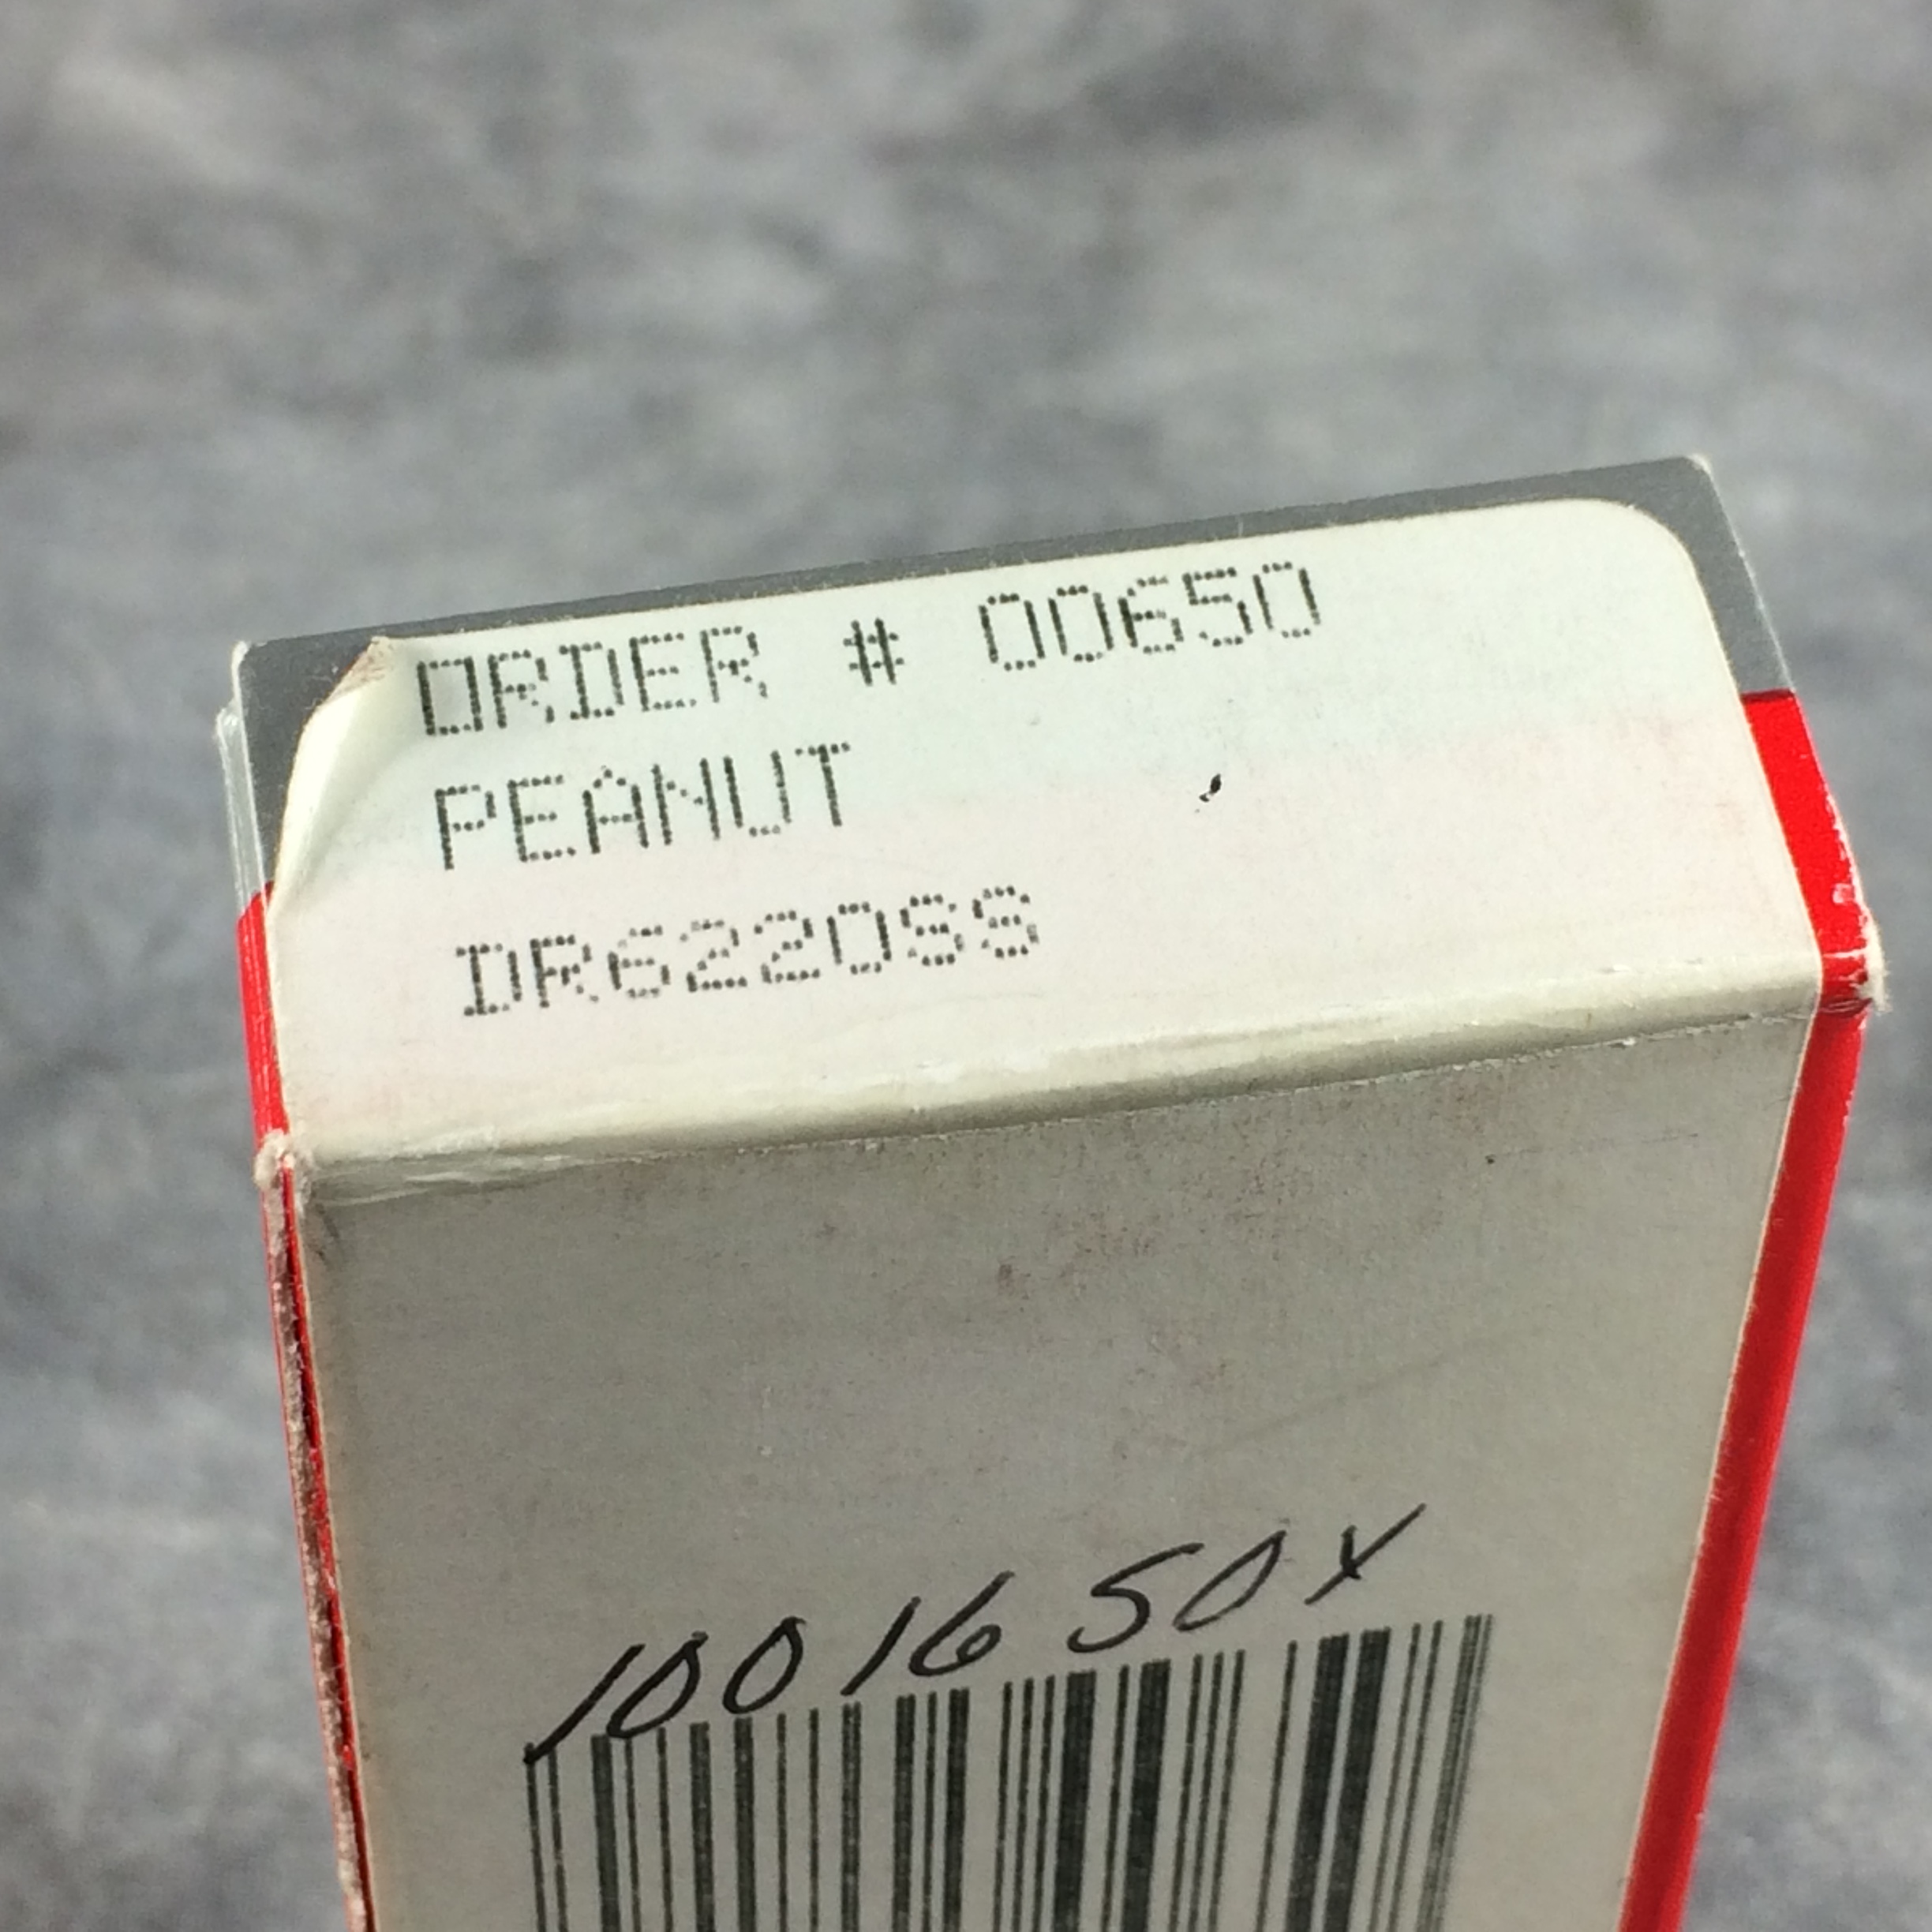 ORDER # 00650
PEANUT
DR6220SS
1001650X